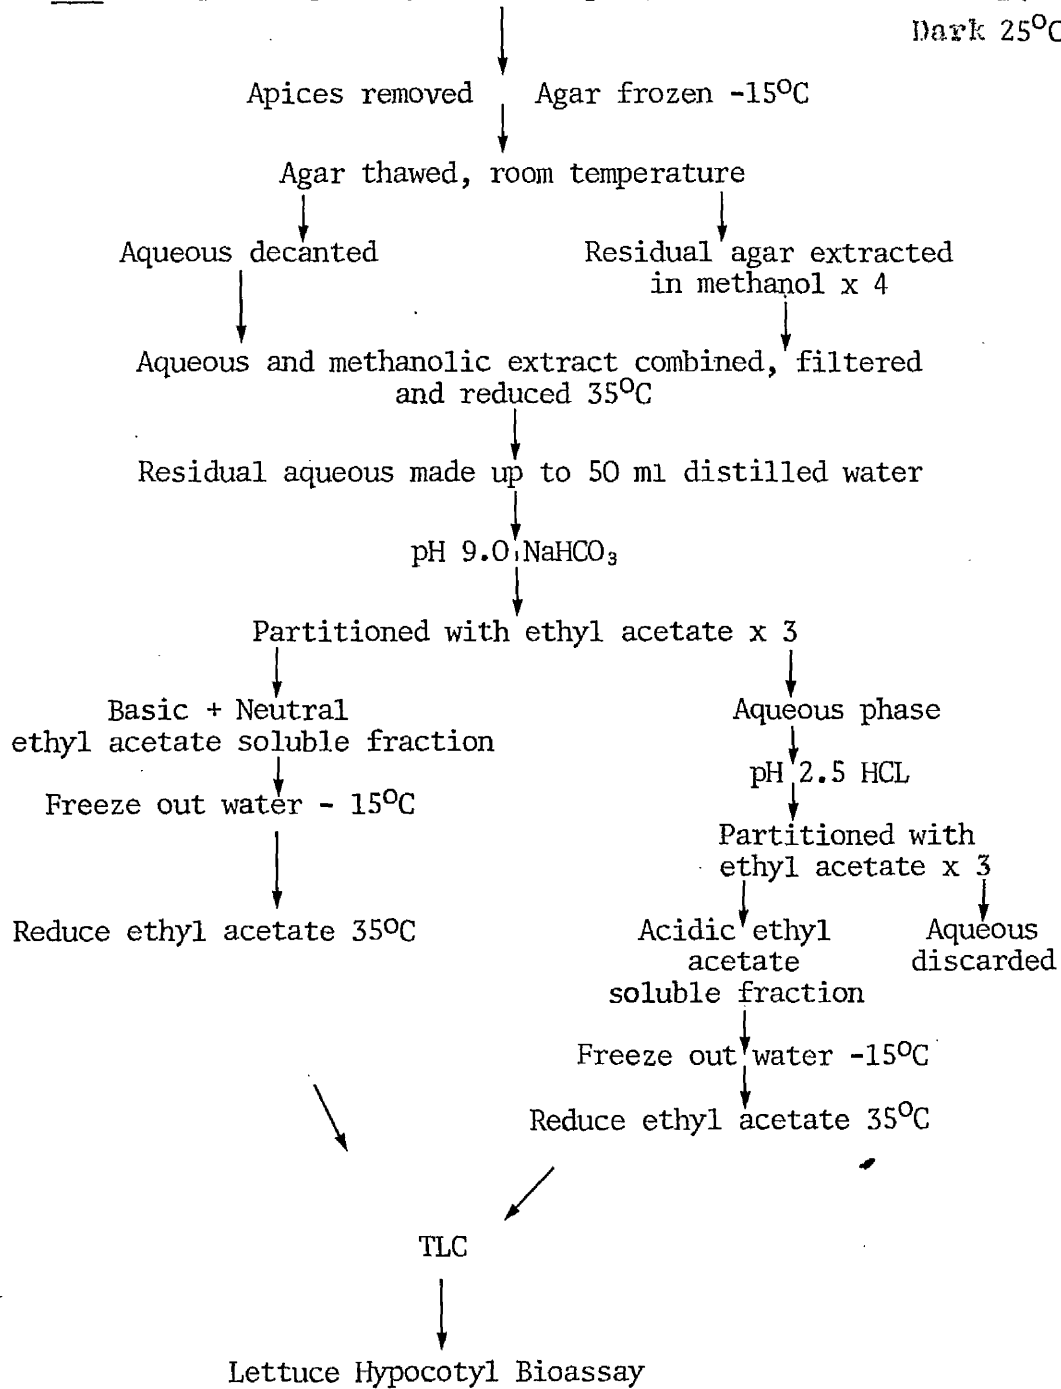 Dark 25°C
Apices removed Agar frozen -15°C
Agar thawed, room temperature
Aqueous decanted
Residual agar extracted
in methanol x 4
Aqueous and methanolic extract combined, filtered
and reduced 35°C
Residual aqueous made up to 50 ml distilled water
pH 9.0 NaHCO₃
Partitioned with ethyl acetate x 3
Basic + Neutral
ethyl acetate soluble fraction
Freeze out water - 15°C
Reduce ethyl acetate 35°C
Aqueous phase
pH 2.5 HCL
Partitioned with
ethyl acetate x 3
Acidic ethyl
acetate
soluble fraction
Aqueous
discarded
Freeze out water -15°C
Reduce ethyl acetate 35°C
TLC
Lettuce Hypocotyl Bioassay